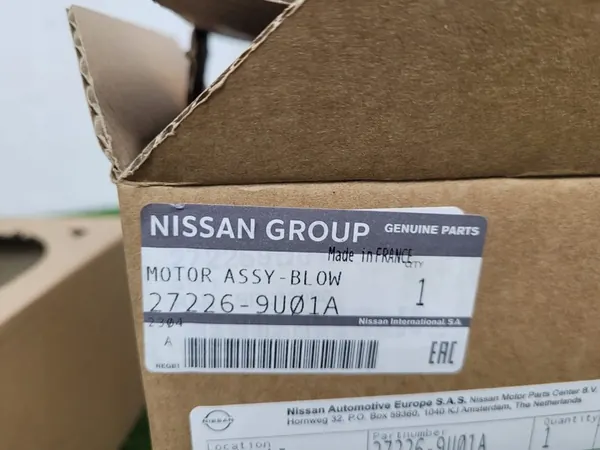 NISSAN GROUP GENUINE PARTS
Made in FRANCE
QTY
MOTOR ASSY-BLOW
27226-9U01A 1
2304
Nissan International, S.A.
A
EAC
Nissan Automotive Europe S.A.S. Nissan Motor Parts Center B.V.
Hornweg 32, P.O. Box 59360, 1040 KJ Amsterdam, The Netherlands
NISSAN
Location Partnumber Quantity
27226-9U01A 1